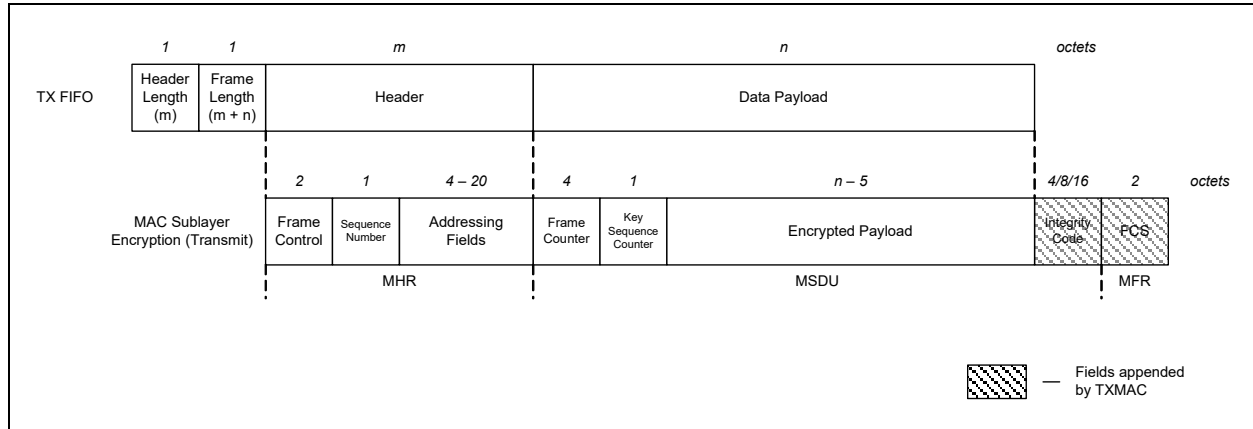 1 1 m n octets
TX FIFO
Header
Length
(m)
Frame
Length
(m + n)
Header
Data Payload
2 1 4 – 20 4 1 n – 5 4/8/16 2 octets
MAC Sublayer
Encryption (Transmit)
Frame
Control
Sequence
Number
Addressing
Fields
Frame
Counter
Key
Sequence
Counter
Encrypted Payload
Integrity
Code
FCS
MHR
MSDU
MFR
— Fields appended
by TXMAC